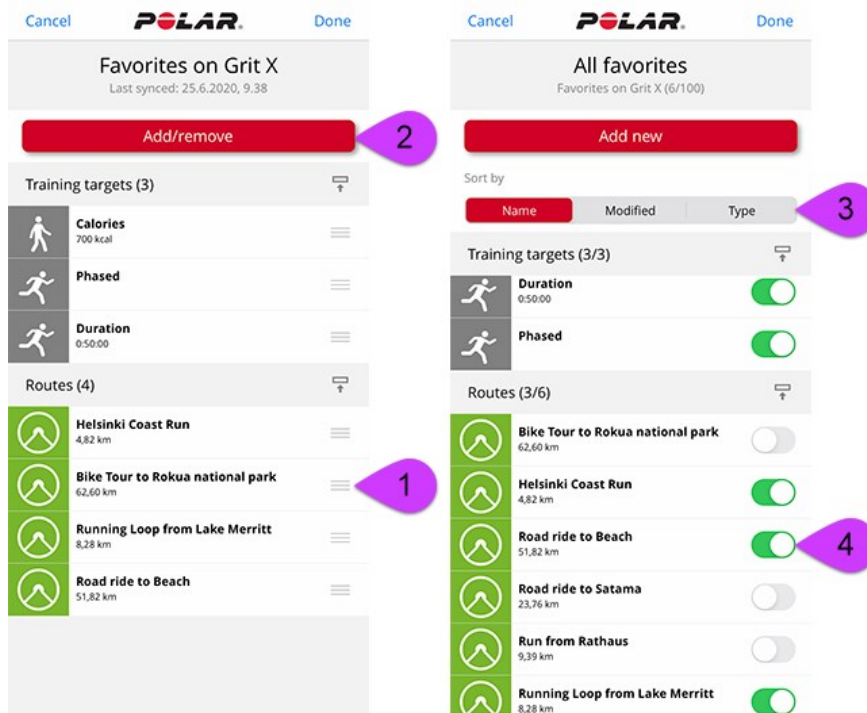 Cancel
POLAR.
Done
Favorites on Grit X
Last synced: 25.6.2020, 9.38
Add/remove
2
Training targets (3)
Calories
700 kcal
Phased
Duration
0:50:00
Routes (4)
Helsinki Coast Run
4,82 km
Bike Tour to Rokua national park
62,60 km
1
Running Loop from Lake Merritt
8,28 km
Road ride to Beach
51,82 km
Cancel
POLAR.
Done
All favorites
Favorites on Grit X (6/100)
Add new
Sort by
Name Modified Type
3
Training targets (3/3)
Duration
0:50:00
Phased
Routes (3/6)
Bike Tour to Rokua national park
62,60 km
Helsinki Coast Run
4,82 km
Road ride to Beach
51,82 km
4
Road ride to Satama
23,76 km
Run from Rathaus
9,39 km
Running Loop from Lake Merritt
8,28 km